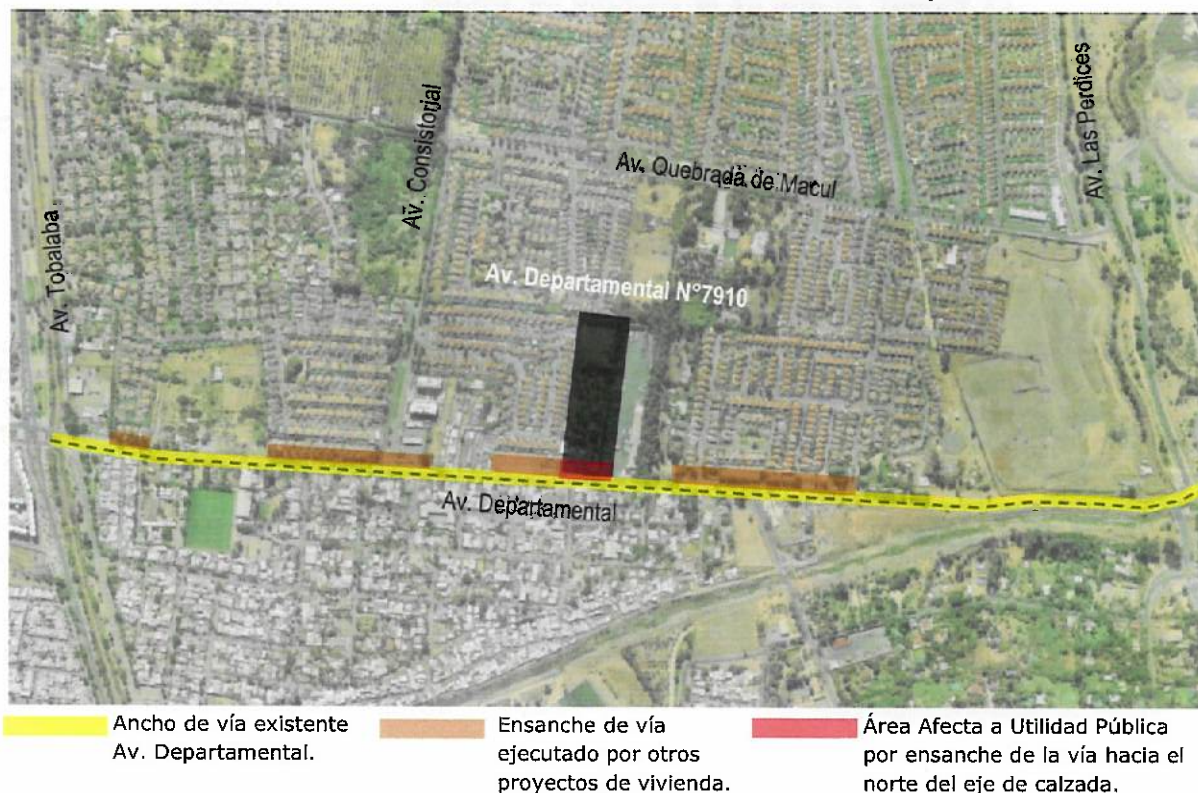 Av. Tobalaba
Av. Consistorial
Av. Quebrada de Macul
Av. Las Perdices
Av. Departamental N°7910
Av. Departamental
Ancho de vía existente
Av. Departamental.
Ensanche de vía
ejecutado por otros
proyectos de vivienda.
Área Afecta a Utilidad Pública
por ensanche de la vía hacia el
norte del eje de calzada.